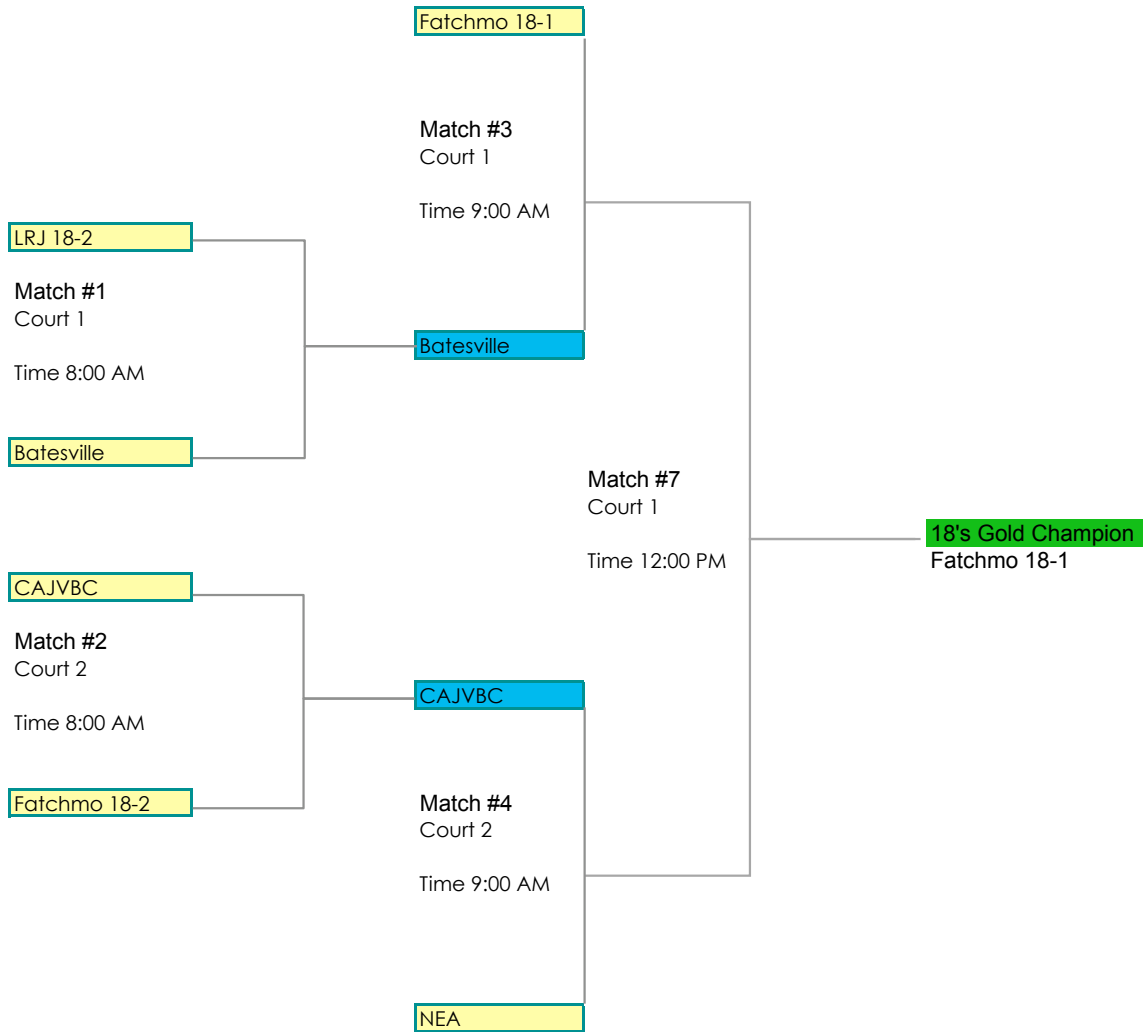 Fatchmo 18-1
Match #3
Court 1
Time 9:00 AM
LRJ 18-2
Match #1
Court 1
Time 8:00 AM
Batesville
Batesville
Match #7
Court 1
Time 12:00 PM
18's Gold Champion
Fatchmo 18-1
CAJVBC
Match #2
Court 2
Time 8:00 AM
Fatchmo 18-2
CAJVBC
Match #4
Court 2
Time 9:00 AM
NEA